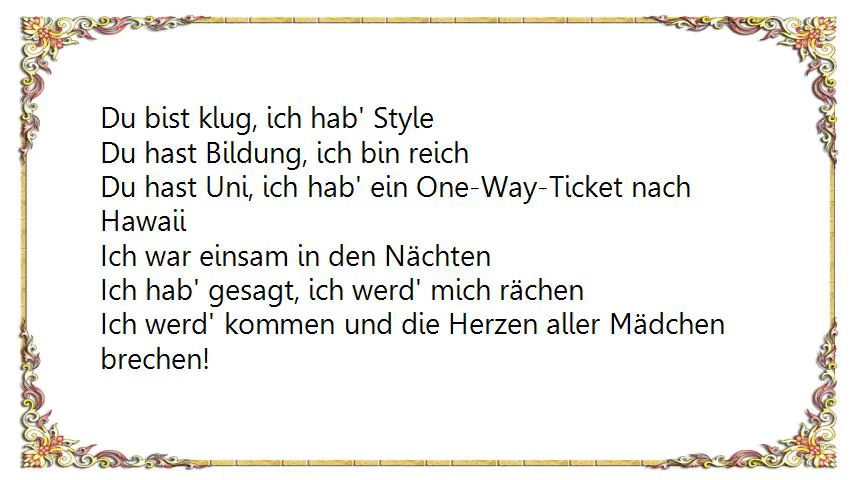 Du bist klug, ich hab' Style
Du hast Bildung, ich bin reich
Du hast Uni, ich hab' ein One-Way-Ticket nach
Hawaii
Ich war einsam in den Nächten
Ich hab' gesagt, ich werd' mich rächen
Ich werd' kommen und die Herzen aller Mädchen
brechen!